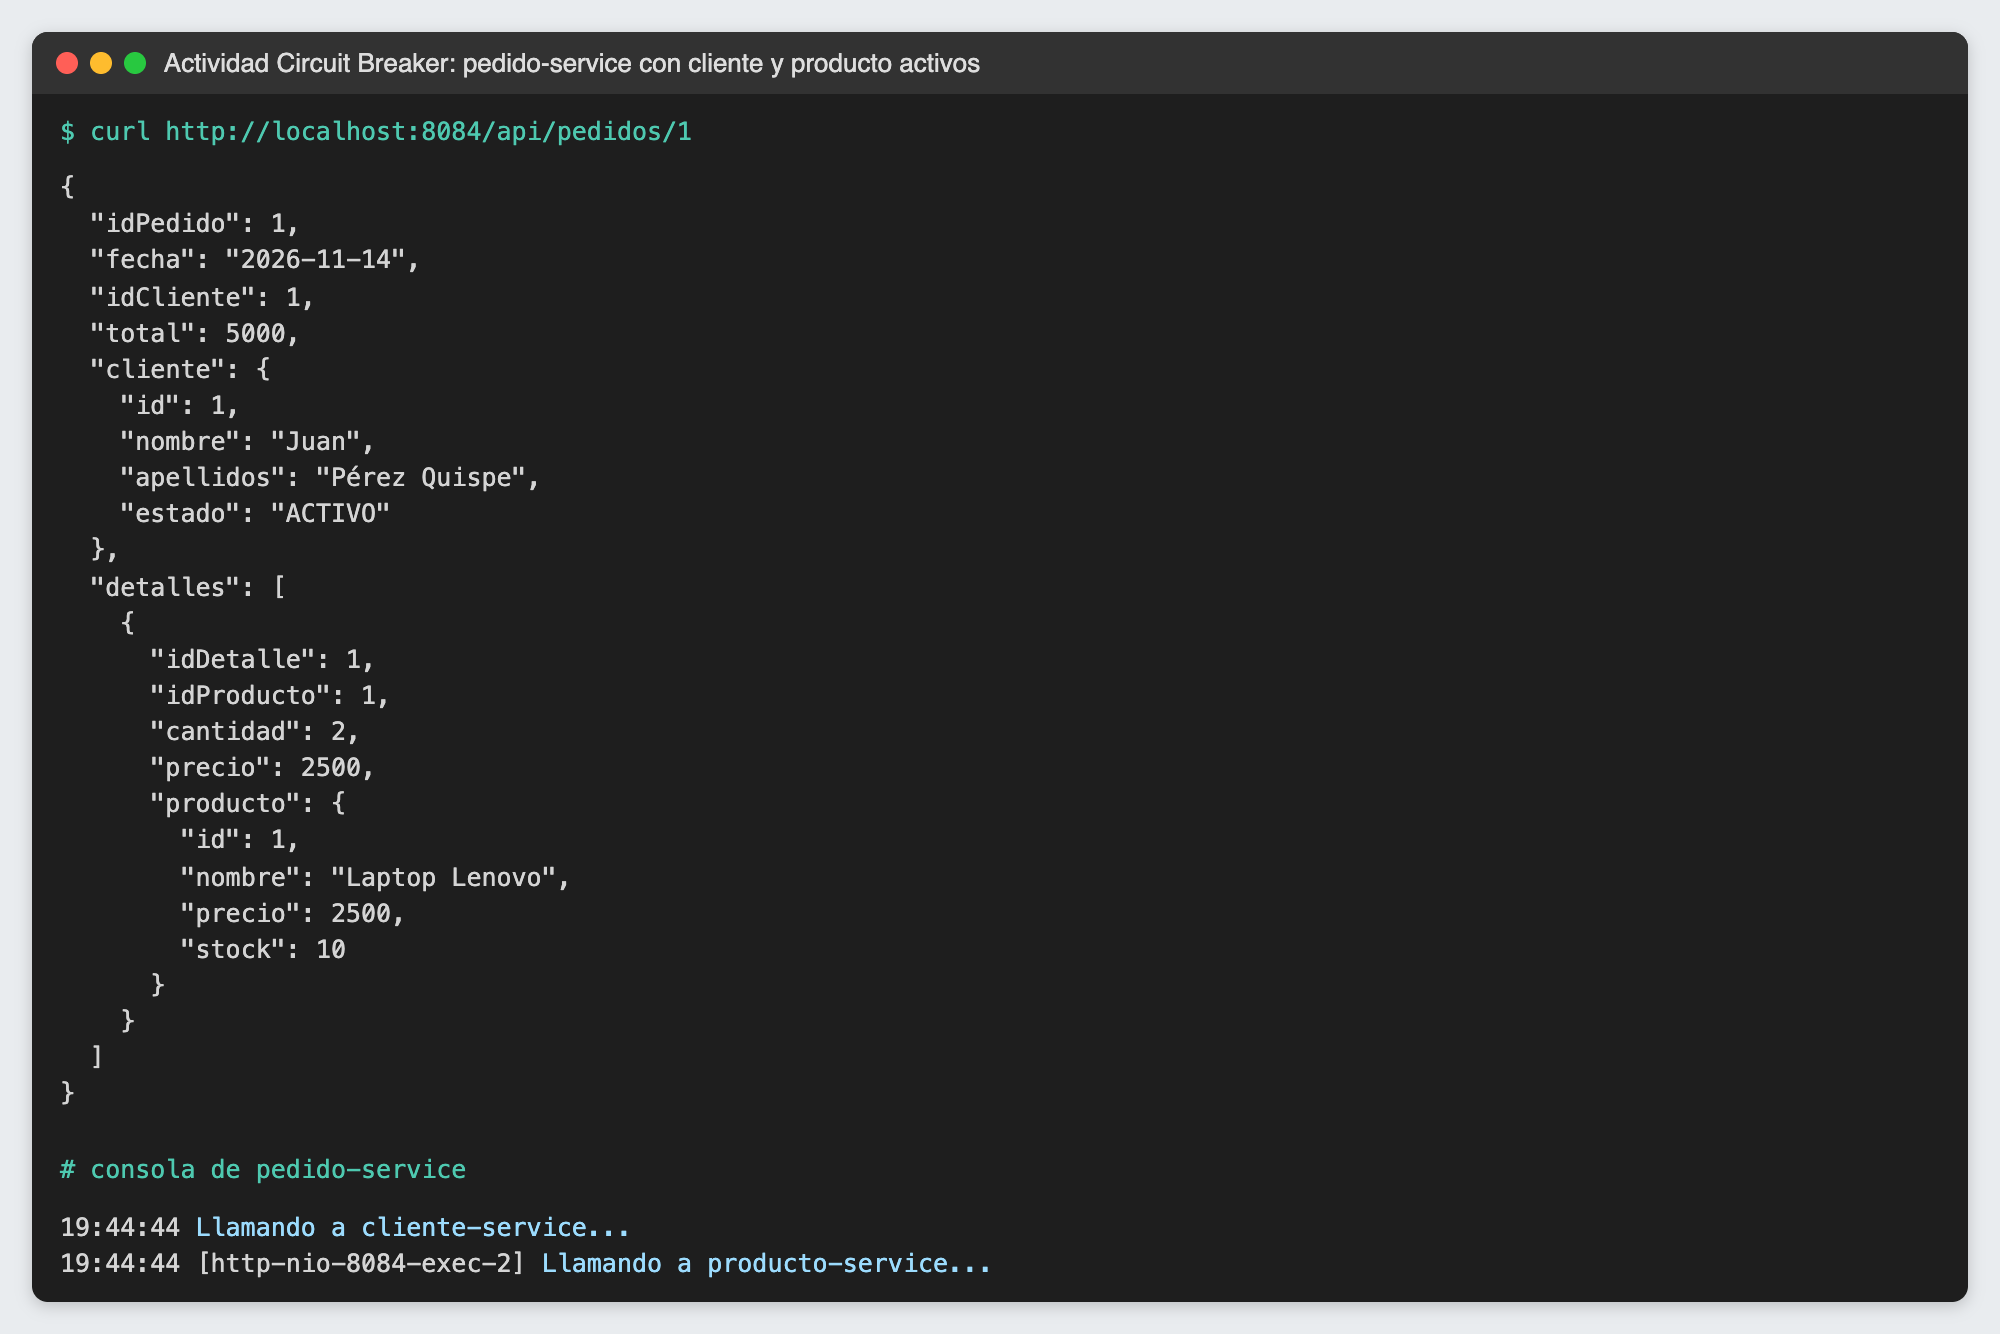 Actividad Circuit Breaker: pedido-service con cliente y producto activos
$ curl http://localhost:8084/api/pedidos/1
{
  "idPedido": 1,
  "fecha": "2026-11-14",
  "idCliente": 1,
  "total": 5000,
  "cliente": {
    "id": 1,
    "nombre": "Juan",
    "apellidos": "Pérez Quispe",
    "estado": "ACTIVO"
  },
  "detalles": [
    {
      "idDetalle": 1,
      "idProducto": 1,
      "cantidad": 2,
      "precio": 2500,
      "producto": {
        "id": 1,
        "nombre": "Laptop Lenovo",
        "precio": 2500,
        "stock": 10
      }
    }
  ]
}
# consola de pedido-service
19:44:44 Llamando a cliente-service...
19:44:44 [http-nio-8084-exec-2] Llamando a producto-service...